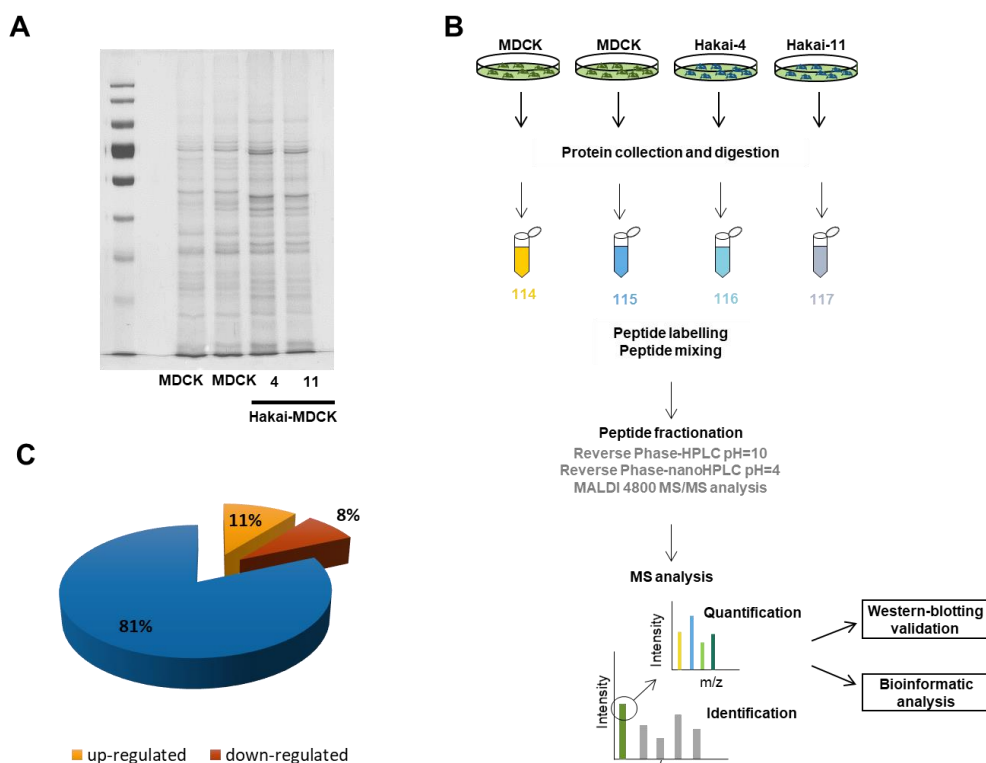 A
MDCK MDCK 4 11
Hakai-MDCK
B
MDCK MDCK Hakai-4 Hakai-11
Protein collection and digestion
114 115 116 117
Peptide labelling
Peptide mixing
Peptide fractionation
Reverse Phase-HPLC pH=10
Reverse Phase-nanoHPLC pH=4
MALDI 4800 MS/MS analysis
MS analysis
Quantification
Intensity
m/z
Intensity
Identification
Western-blotting
validation
Bioinformatic
analysis
C
11%
8%
81%
up-regulated down-regulated